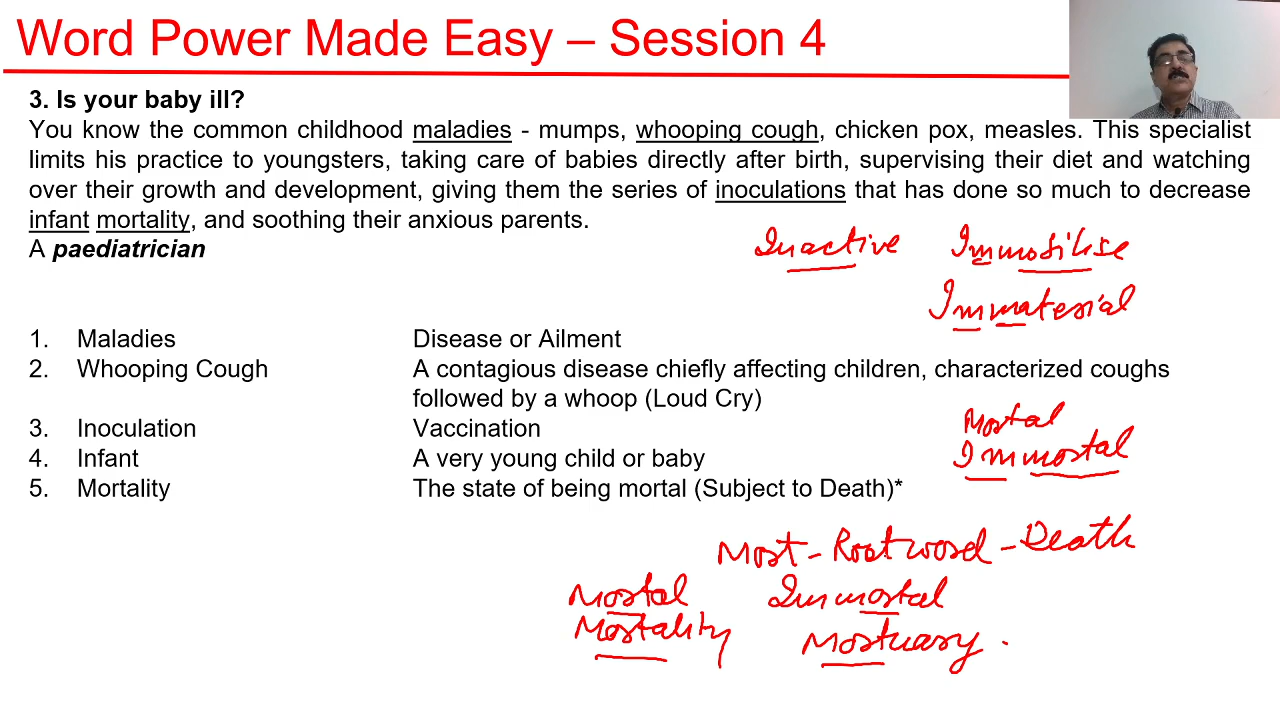 Word Power Made Easy – Session 4
3. Is your baby ill?
You know the common childhood maladies - mumps, whooping cough, chicken pox, measles. This specialist
limits his practice to youngsters, taking care of babies directly after birth, supervising their diet and watching
over their growth and development, giving them the series of inoculations that has done so much to decrease
infant mortality, and soothing their anxious parents.
A paediatrician
Inactive Immobilise
Immaterial
1. Maladies Disease or Ailment
2. Whooping Cough A contagious disease chiefly affecting children, characterized coughs
followed by a whoop (Loud Cry)
3. Inoculation Vaccination
Mortal
4. Infant A very young child or baby
Immortal
5. Mortality The state of being mortal (Subject to Death)*
Mort - Root word - Death
Mortal Immortal
Mortality Mortuary.